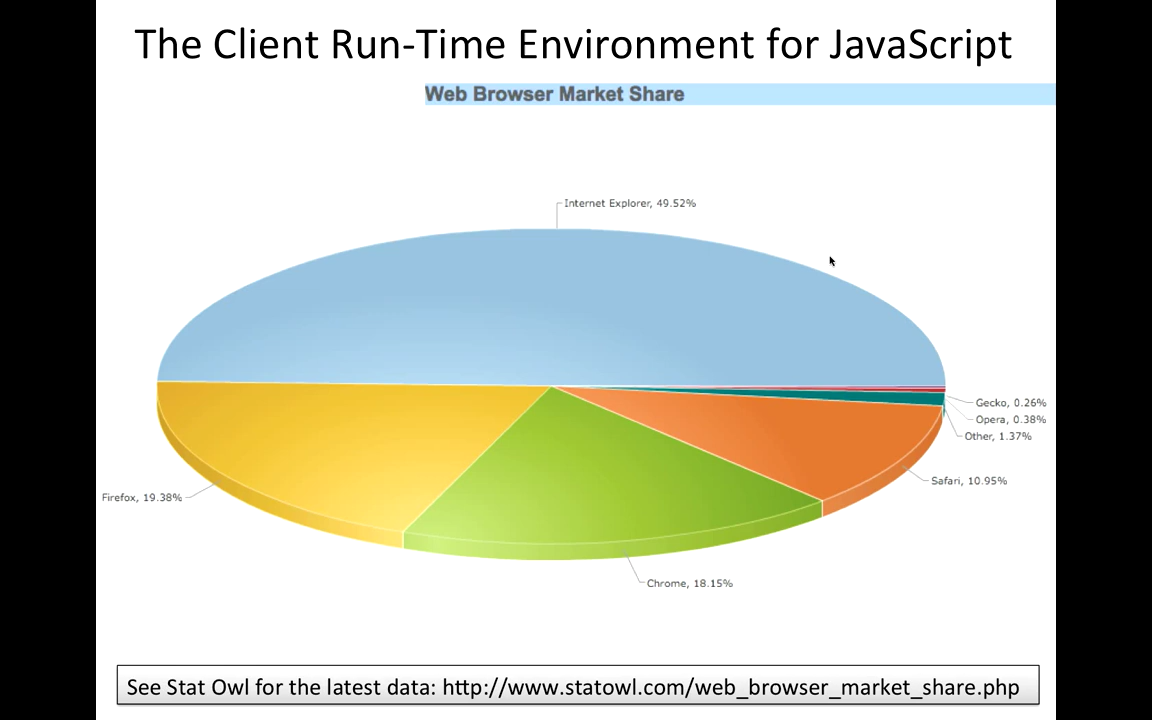 The Client Run-Time Environment for JavaScript
Web Browser Market Share
Internet Explorer, 49.52%
Gecko, 0.26%
Opera, 0.38%
Other, 1.37%
Safari, 10.95%
Firefox, 19.38%
Chrome, 18.15%
See Stat Owl for the latest data: http://www.statowl.com/web_browser_market_share.php